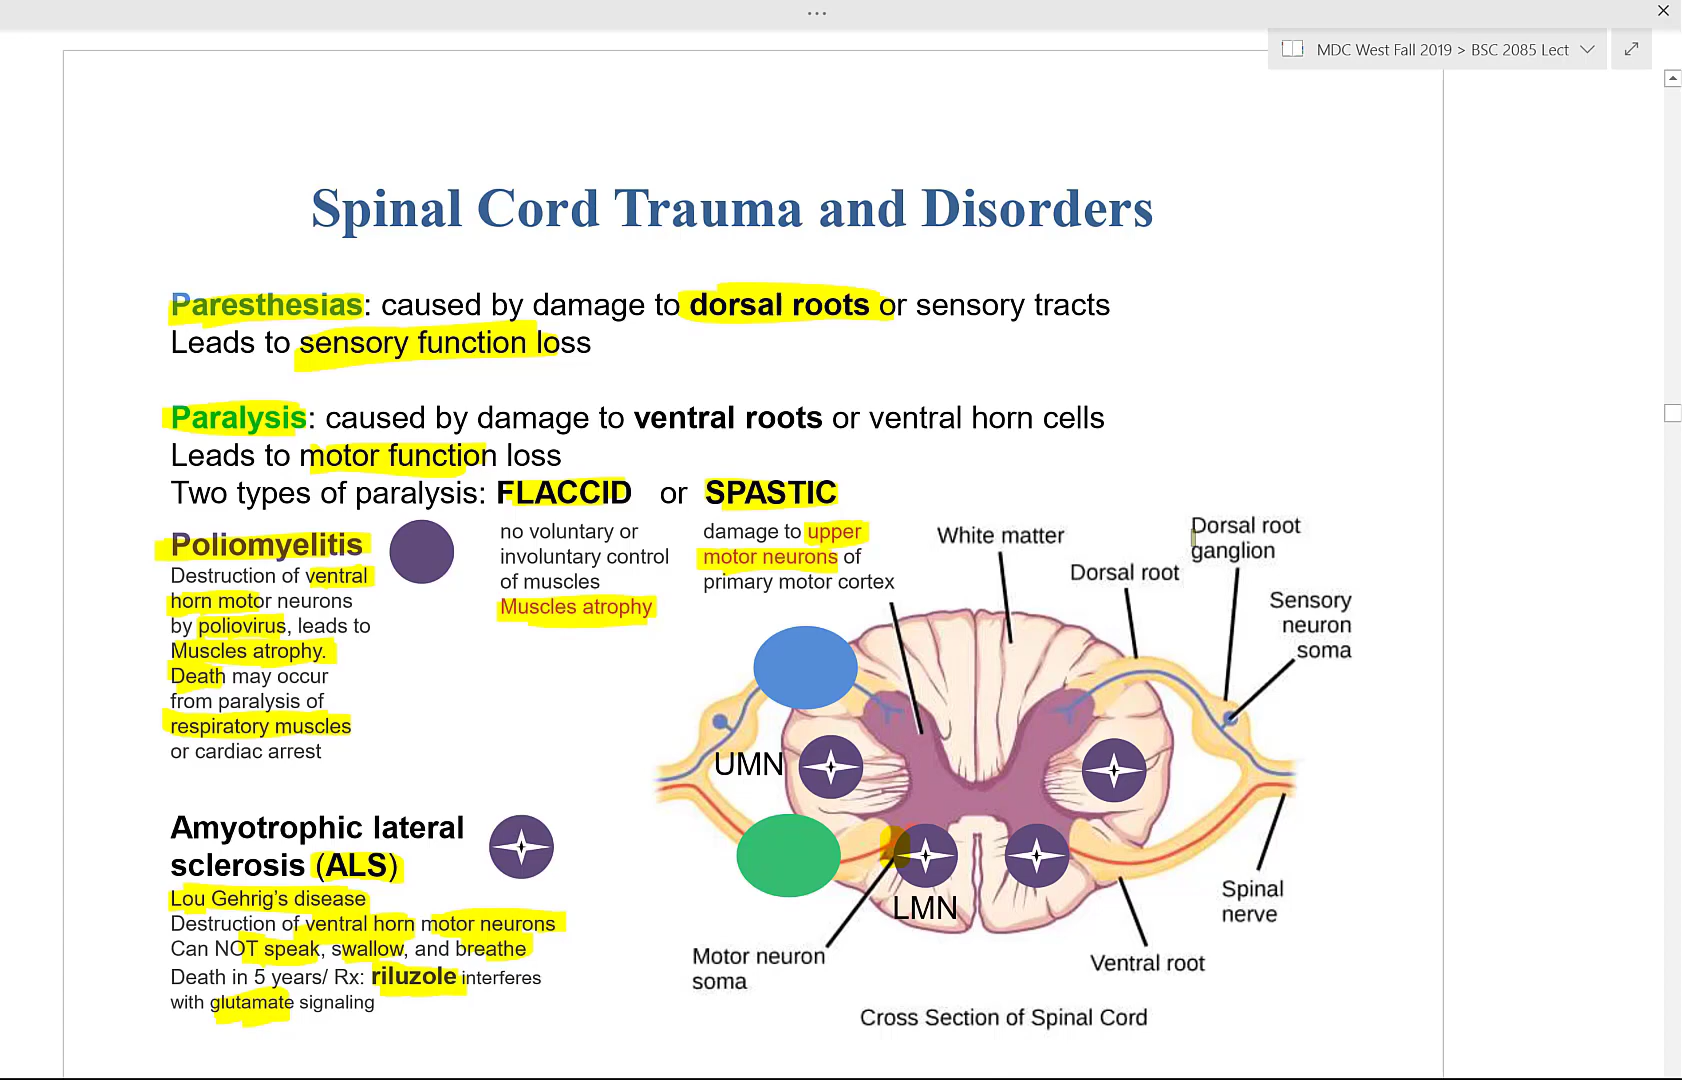 MDC West Fall 2019 > BSC 2085 Lect
Spinal Cord Trauma and Disorders
Paresthesias: caused by damage to dorsal roots or sensory tracts
Leads to sensory function loss
Paralysis: caused by damage to ventral roots or ventral horn cells
Leads to motor function loss
Two types of paralysis: FLACCID or SPASTIC
Poliomyelitis
Destruction of ventral
horn motor neurons
by poliovirus, leads to
Muscles atrophy.
Death may occur
from paralysis of
respiratory muscles
or cardiac arrest
no voluntary or
involuntary control
of muscles
Muscles atrophy
damage to upper
motor neurons of
primary motor cortex
White matter
Dorsal root
Dorsal root
ganglion
Sensory
neuron
soma
UMN
LMN
Amyotrophic lateral
sclerosis (ALS)
Lou Gehrig's disease
Destruction of ventral horn motor neurons
Can NOT speak, swallow, and breathe
Death in 5 years/ Rx: riluzole interferes
with glutamate signaling
Motor neuron
soma
Ventral root
Spinal
nerve
Cross Section of Spinal Cord